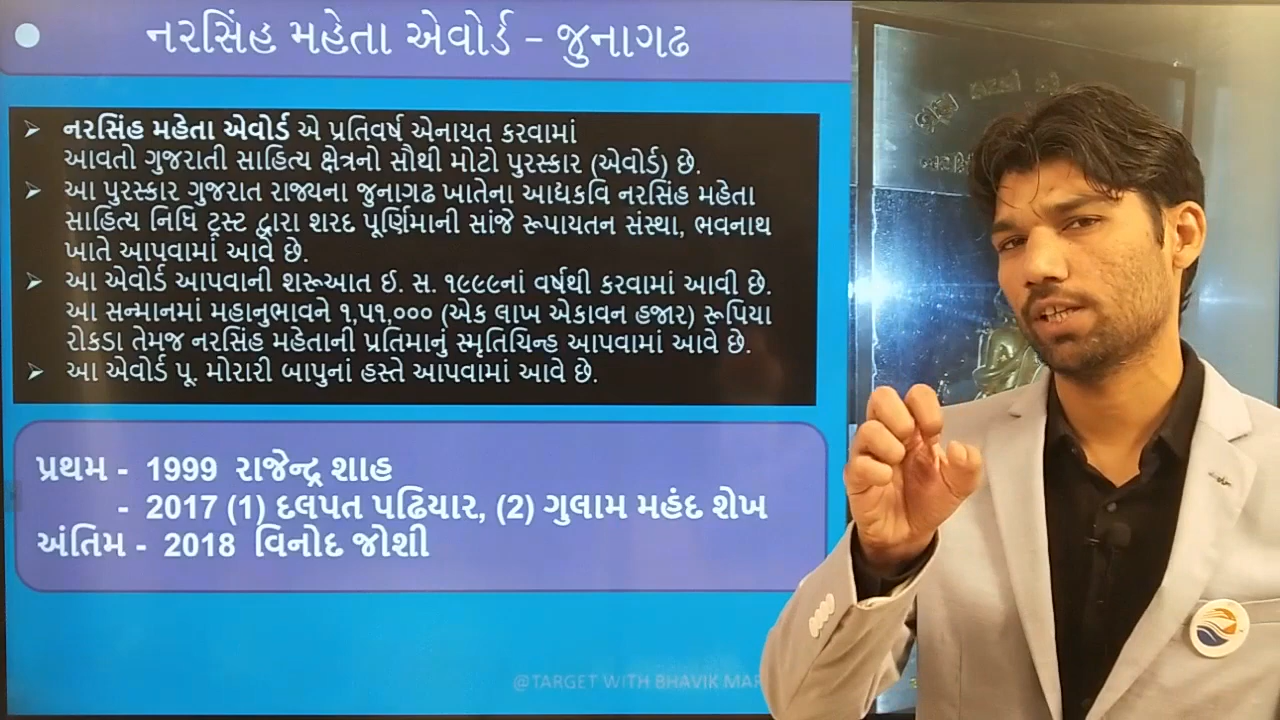 નરસિંહ મહેતા એવોર્ડ – જુનાગઢ
➢ નરસિંહ મહેતા એવોર્ડ એ પ્રતિવર્ષ એનાયત કરવામાં
આવતો ગુજરાતી સાહિત્ય ક્ષેત્રનો સૌથી મોટો પુરસ્કાર (એવોર્ડ) છે.
➢ આ પુરસ્કાર ગુજરાત રાજ્યના જુનાગઢ ખાતેના આદ્યકવિ નરસિંહ મહેતા
સાહિત્ય નિધિ ટ્રસ્ટ દ્વારા શરદ પૂર્ણિમાની સાંજે રૂપાયતન સંસ્થા, ભવનાથ
ખાતે આપવામાં આવે છે.
➢ આ એવોર્ડ આપવાની શરૂઆત ઈ. સ. ૧૯૯૯નાં વર્ષથી કરવામાં આવી છે.
આ સન્માનમાં મહાનુભાવને ૧,૫૧,૦૦૦ (એક લાખ એકાવન હજાર) રૂપિયા
રોકડા તેમજ નરસિંહ મહેતાની પ્રતિમાનું સ્મૃતિચિન્હ આપવામાં આવે છે.
➢ આ એવોર્ડ પૂ. મોરારી બાપુનાં હસ્તે આપવામાં આવે છે.
પ્રથમ - 1999 રાજેન્દ્ર શાહ
- 2017 (1) દલપત પઢિયાર, (2) ગુલામ મહંદ શેખ
અંતિમ - 2018 વિનોદ જોશી
@TARGET WITH BHAVIK